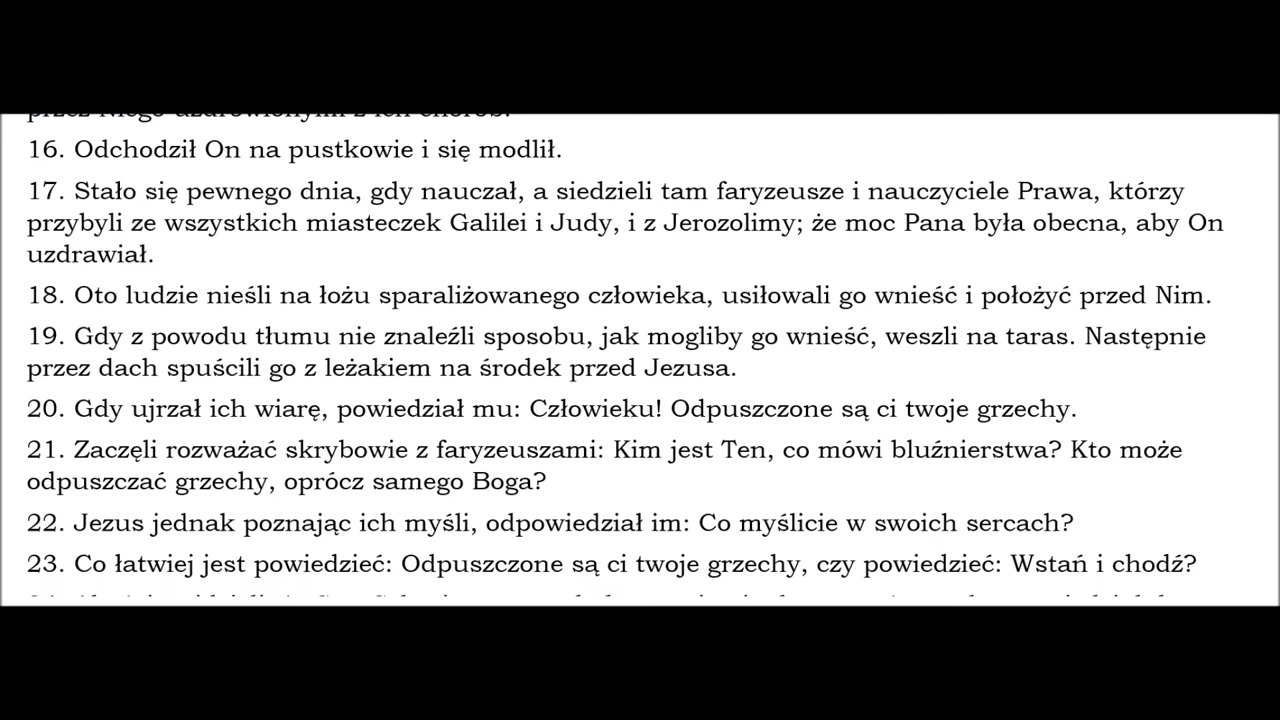 16. Odchodził On na pustkowie i się modlił.
17. Stało się pewnego dnia, gdy nauczał, a siedzieli tam faryzeusze i nauczyciele Prawa, którzy
przybyli ze wszystkich miasteczek Galilei i Judy, i z Jerozolimy; że moc Pana była obecna, aby On
uzdrawiał.
18. Oto ludzie nieśli na łożu sparaliżowanego człowieka, usiłowali go wnieść i położyć przed Nim.
19. Gdy z powodu tłumu nie znaleźli sposobu, jak mogliby go wnieść, weszli na taras. Następnie
przez dach spuścili go z leżakiem na środek przed Jezusa.
20. Gdy ujrzał ich wiarę, powiedział mu: Człowieku! Odpuszczone są ci twoje grzechy.
21. Zaczęli rozważać skrybowie z faryzeuszami: Kim jest Ten, co mówi bluźnierstwa? Kto może
odpuszczać grzechy, oprócz samego Boga?
22. Jezus jednak poznając ich myśli, odpowiedział im: Co myślicie w swoich sercach?
23. Co łatwiej jest powiedzieć: Odpuszczone są ci twoje grzechy, czy powiedzieć: Wstań i chodź?